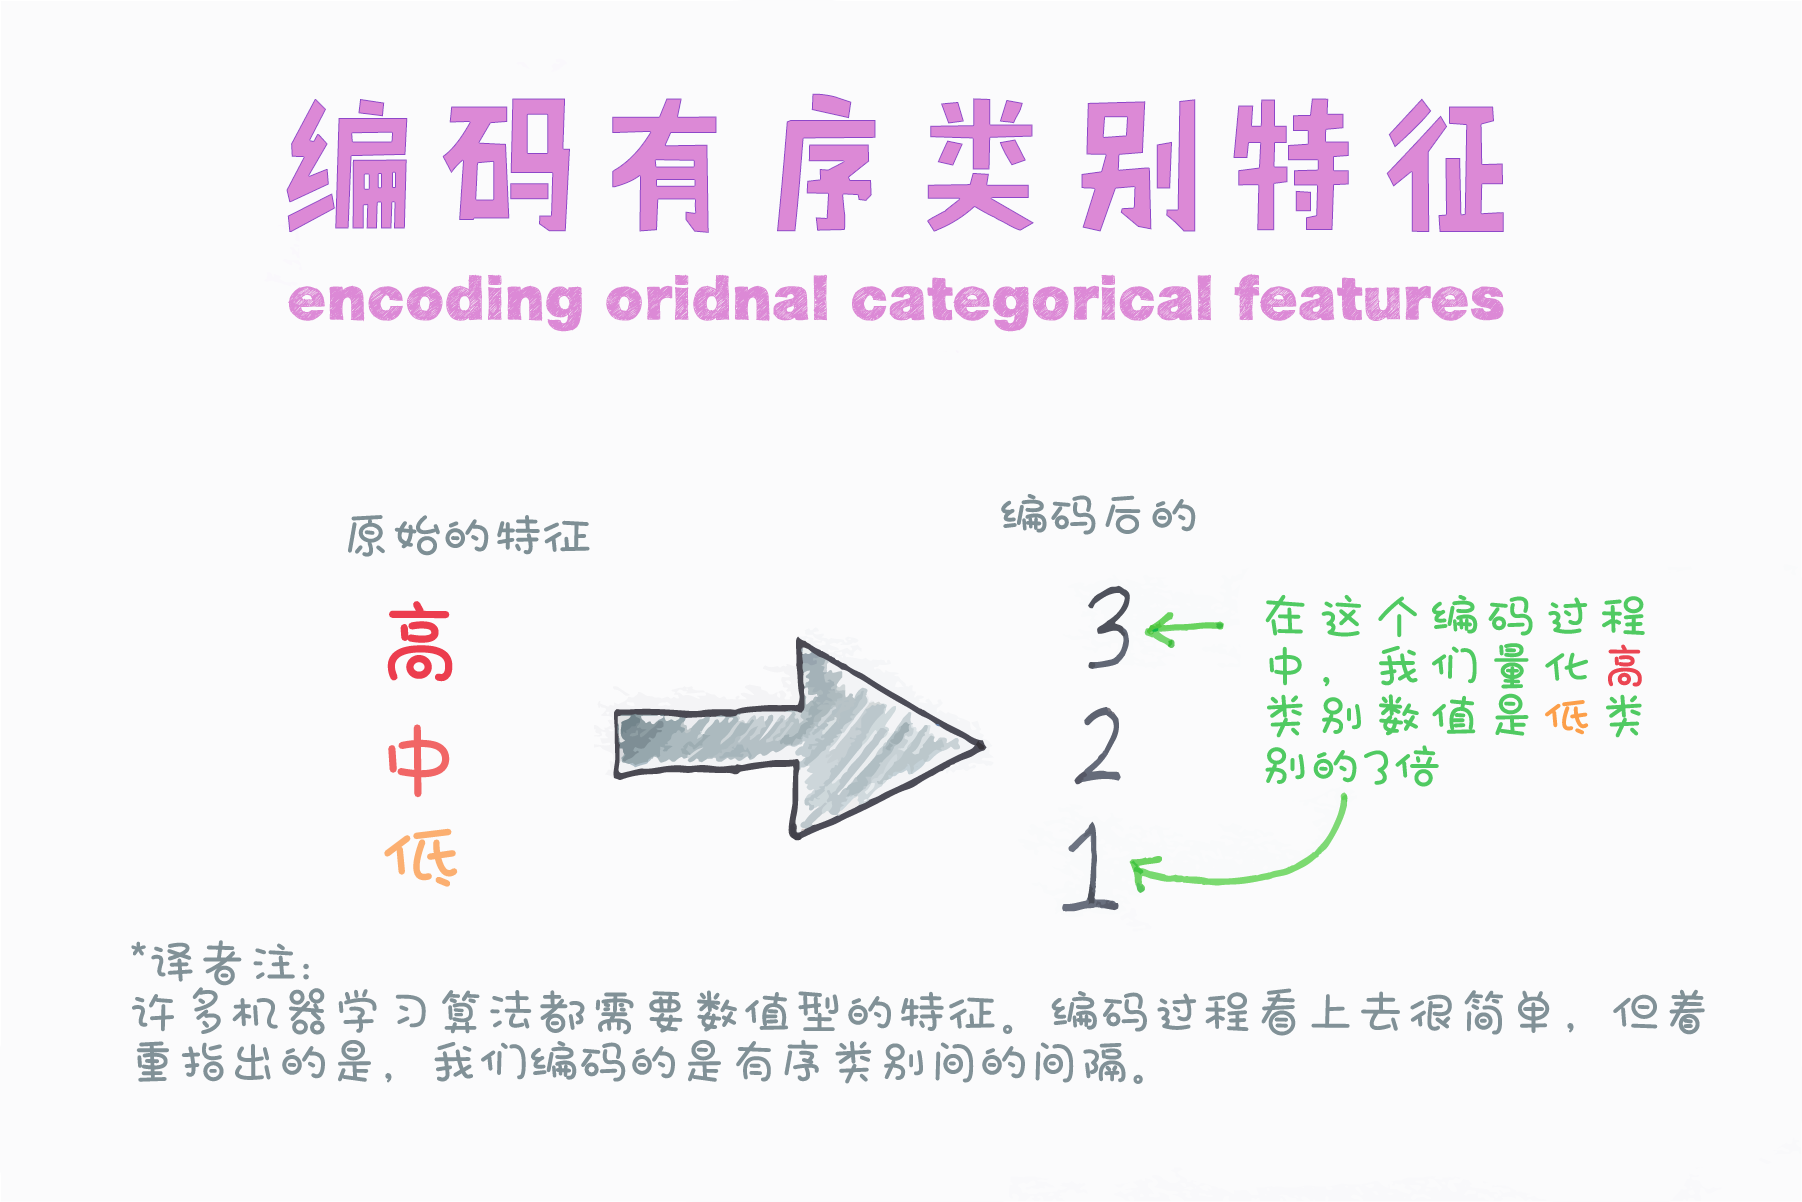 编码有序类别特征
encoding oridnal categorical features
原始的特征
高
中
低
编码后的
3
2
1
在这个编码过程
中，我们量化高
类别数值是低类
别的了倍
*译者注:
许多机器学习算法都需要数值型的特征。编码过程看上去很简单，但着
重指出的是，我们编码的是有序类别间的间隔。